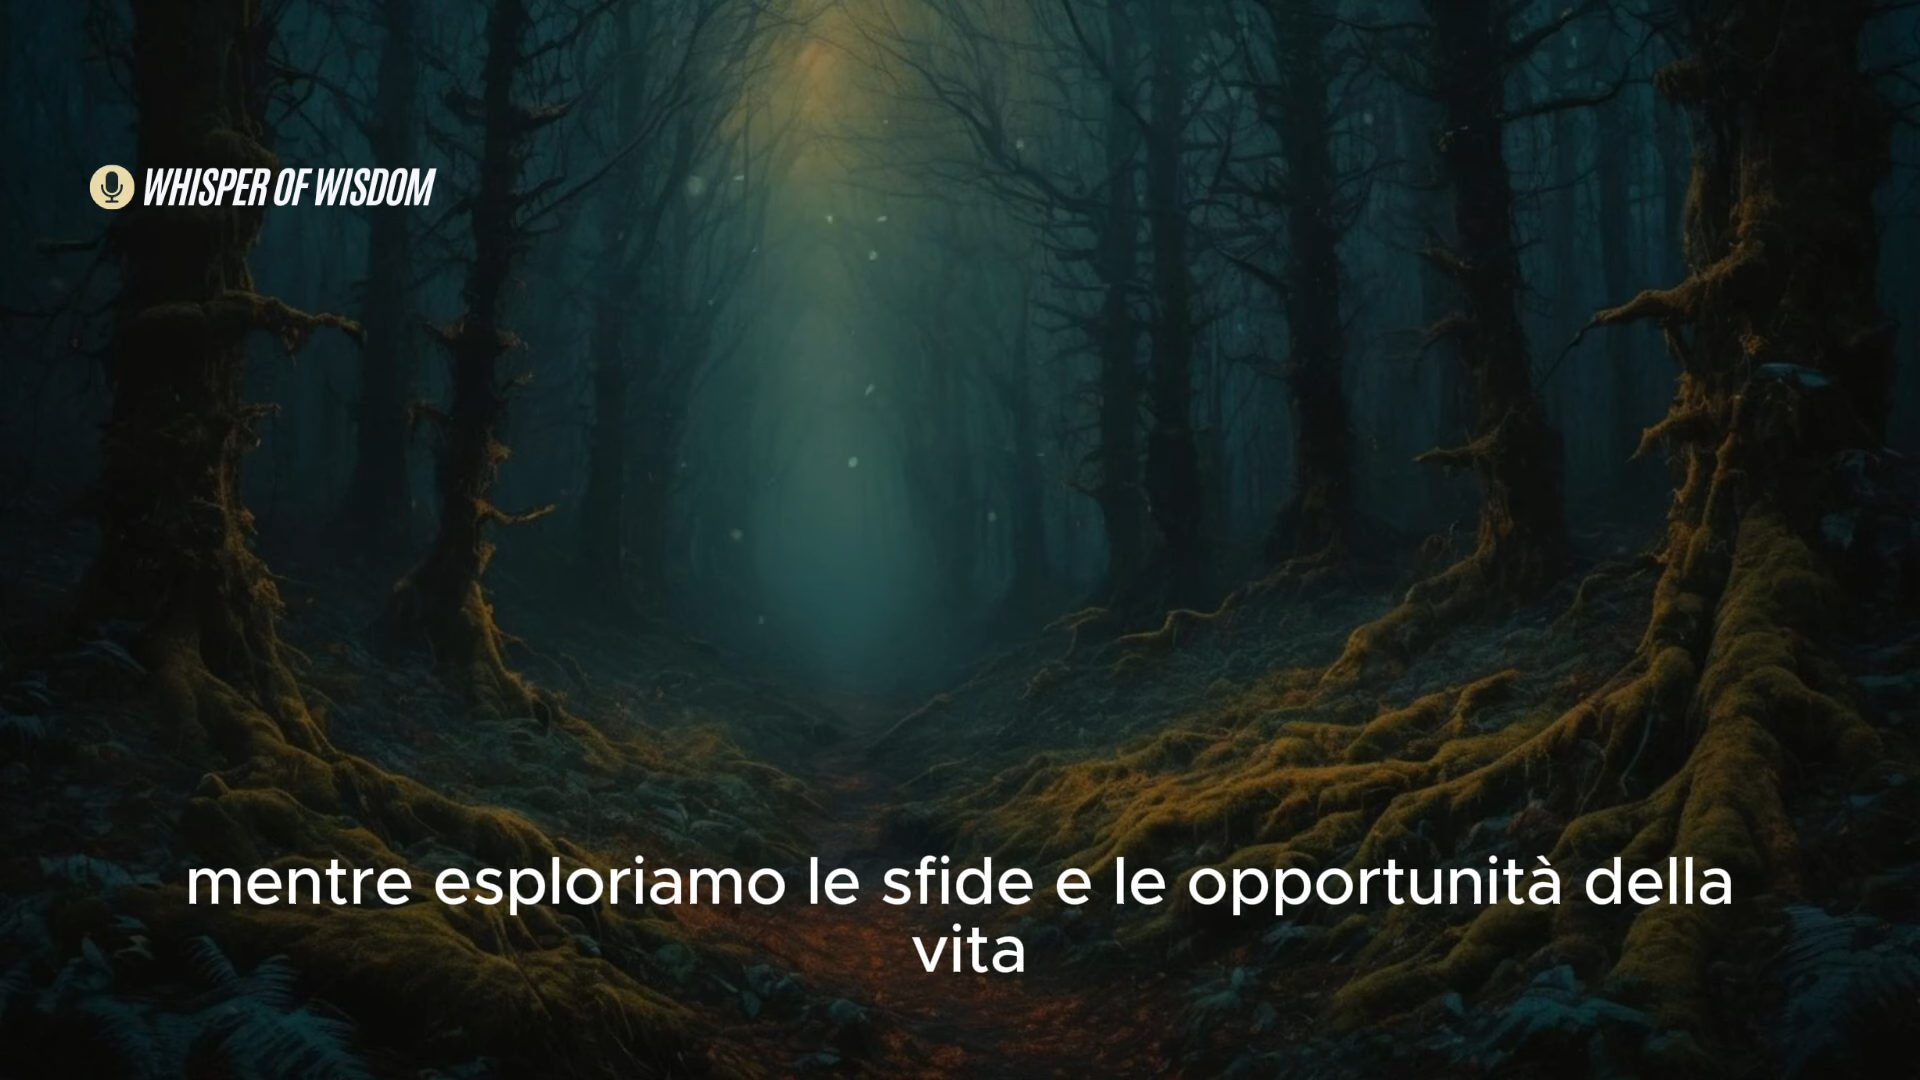 WHISPER OF WISDOM
mentre esploriamo le sfide e le opportunità della
vita